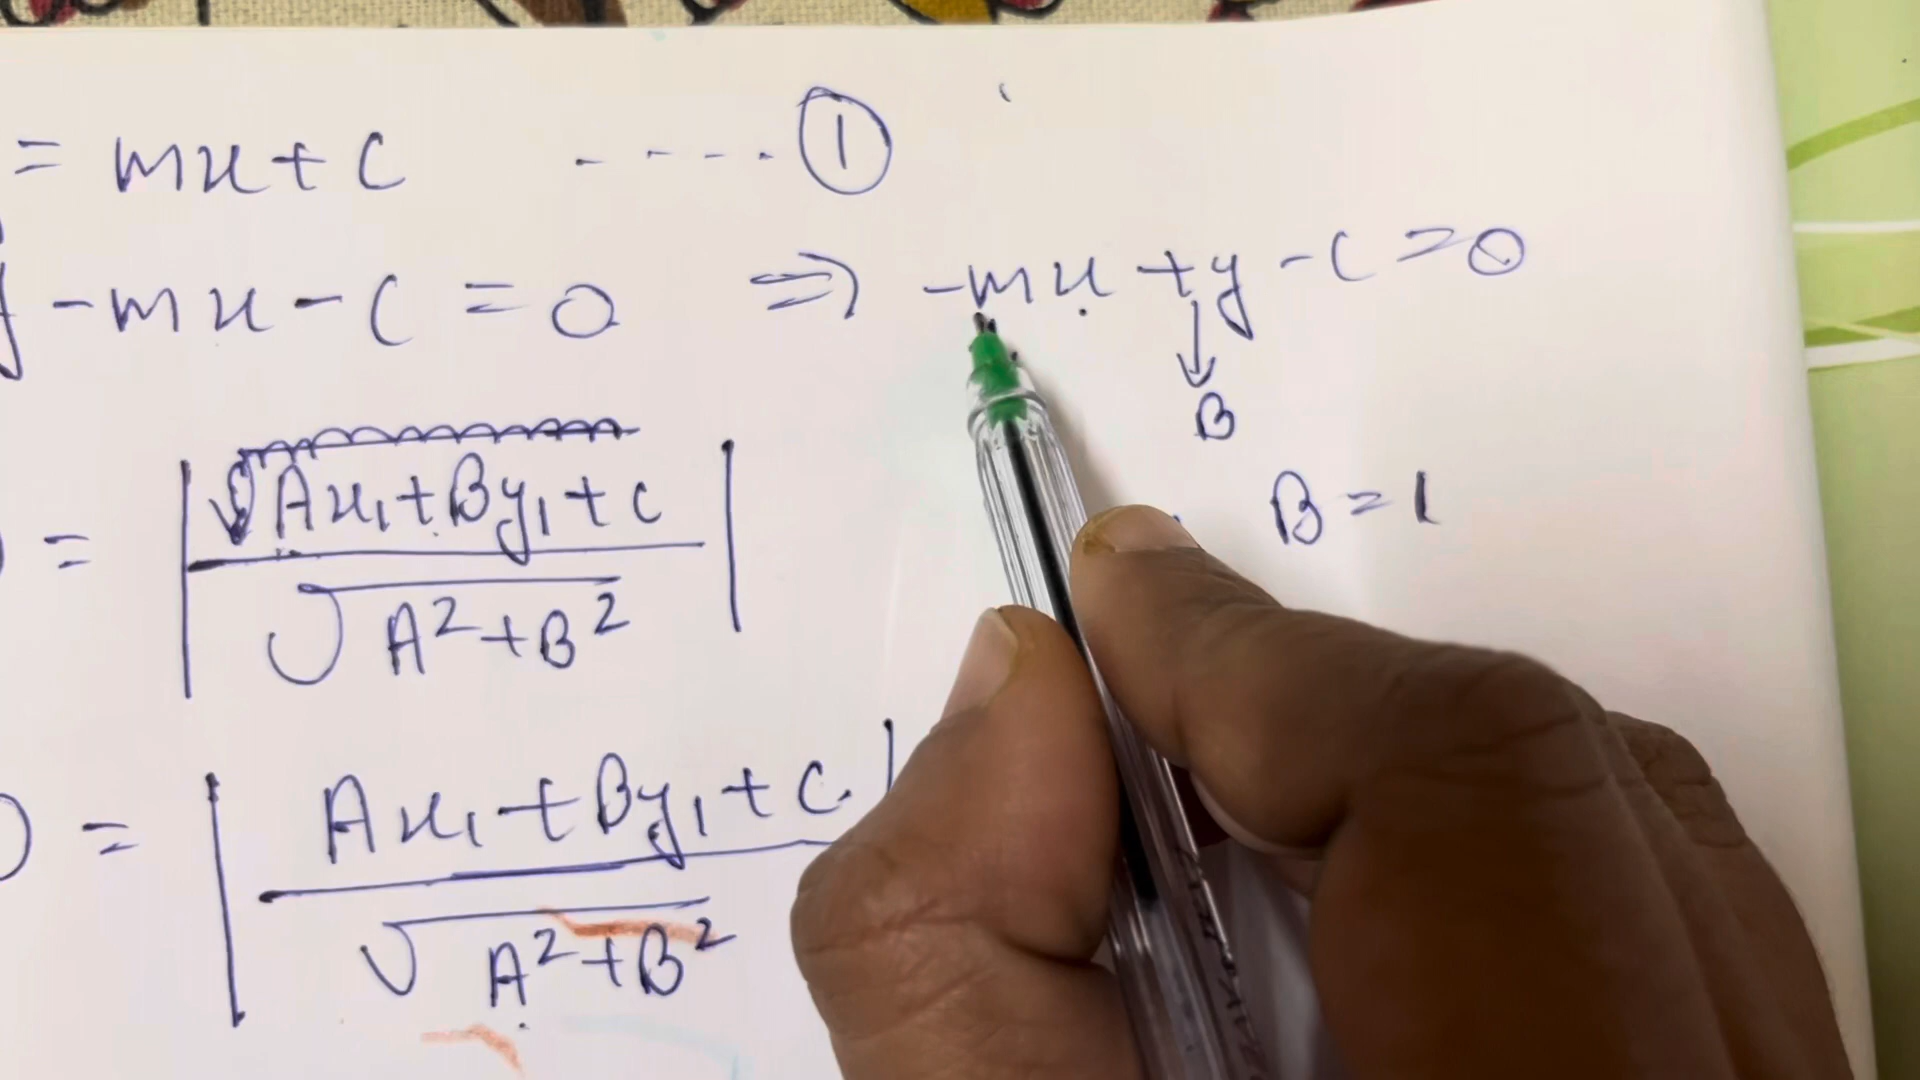 = mx + c ..... ①
y - mx - c = 0 ⇒ -mx + y - c = 0
↓
B
= | Ax₁ + By₁ + c / √A² + B² |
B = 1
= | Ax₁ + By₁ + c / √A² + B² |